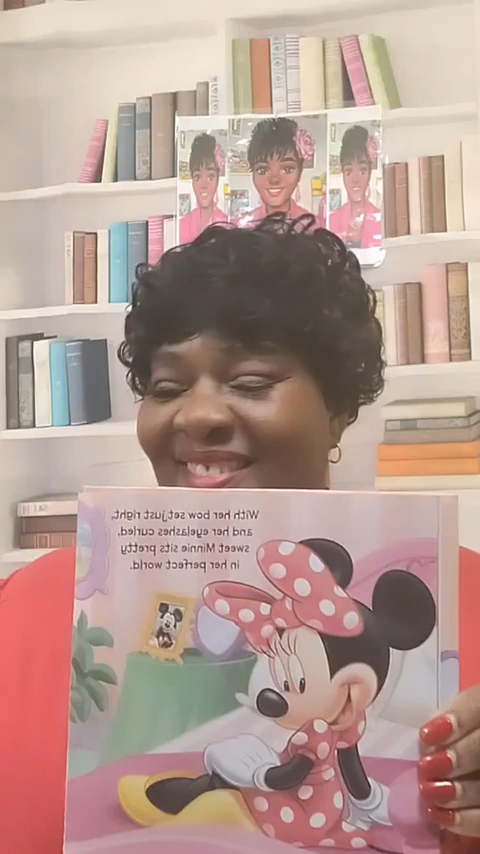 With her bow set just right,
and her eyelashes curled,
sweet Minnie sits pretty
in her perfect world.